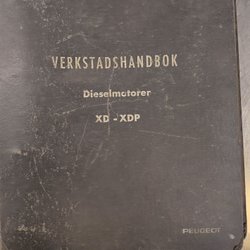 VERKSTADSHANDBOK
Dieselmotorer
XD - XDP
PEUGEOT